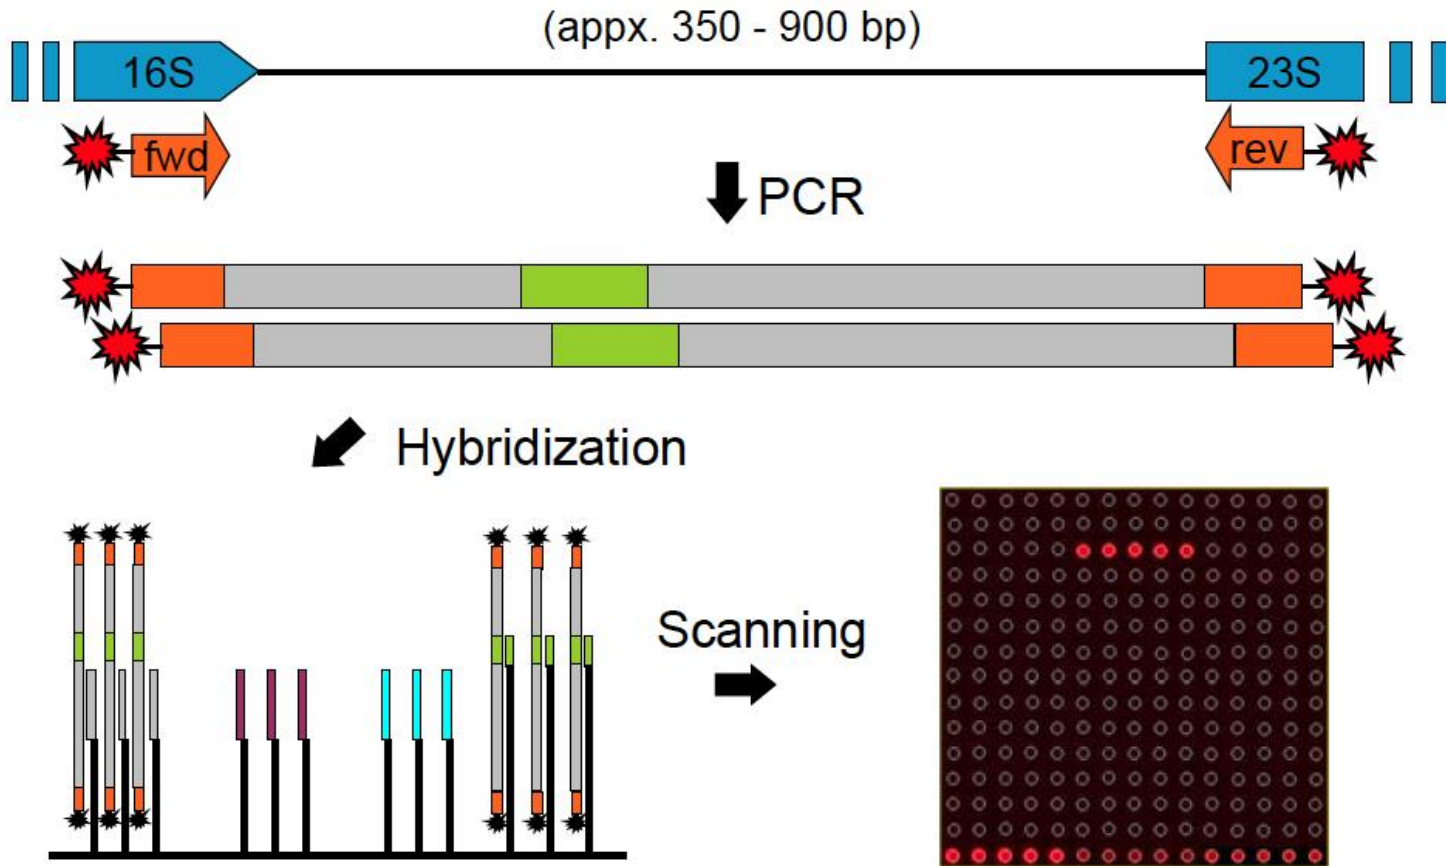 (appx. 350 - 900 bp)
16S
23S
fwd
rev
PCR
Hybridization
Scanning